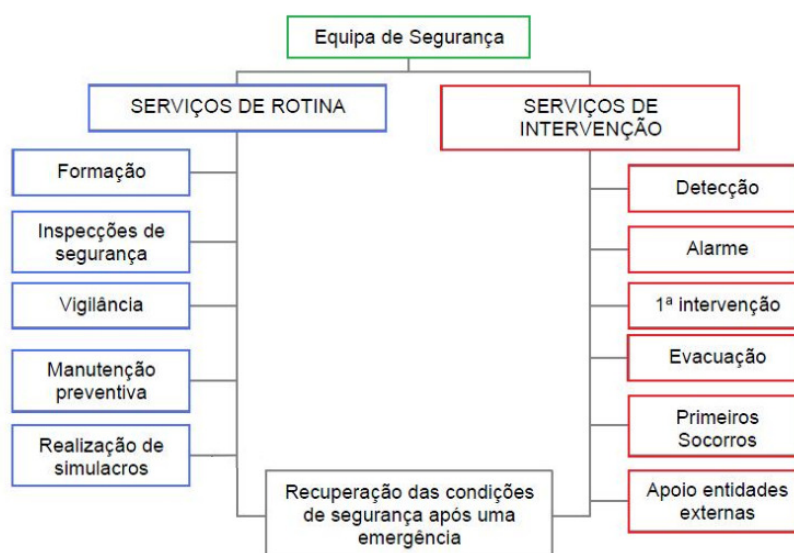 Equipa de Segurança
SERVIÇOS DE ROTINA
SERVIÇOS DE
INTERVENÇÃO
Formação
Inspecções de
segurança
Vigilância
Manutenção
preventiva
Realização de
simulacros
Detecção
Alarme
1ª intervenção
Evacuação
Primeiros
Socorros
Apoio entidades
externas
Recuperação das condições
de segurança após uma
emergência